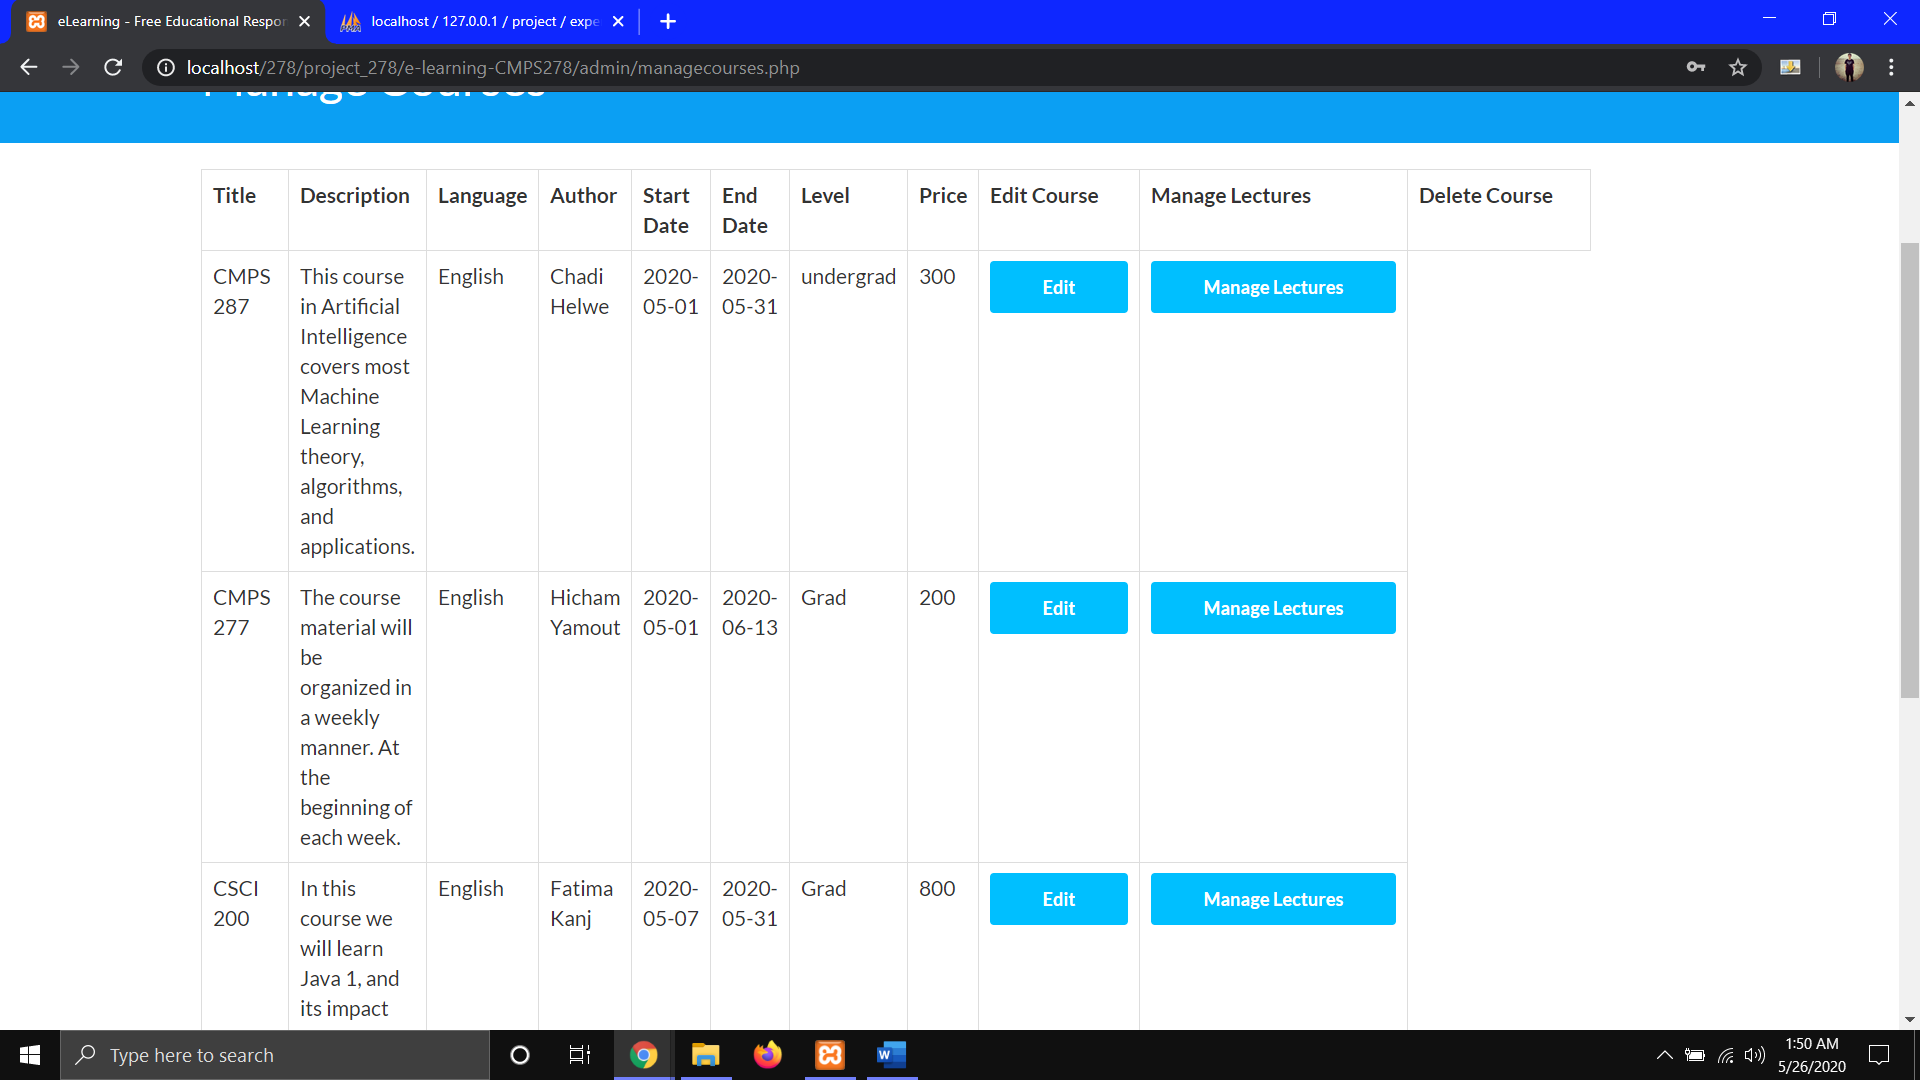 eLearning - Free Educational Respor
localhost / 127.0.0.1 / project / expe
localhost/278/project_278/e-learning-CMPS278/admin/managecourses.php
Manage Courses
Title Description Language Author Start Date End Date Level Price Edit Course Manage Lectures Delete Course
CMPS 287
This course
in Artificial
Intelligence
covers most
Machine
Learning
theory,
algorithms,
and
applications.
English
Chadi
Helwe
2020-
05-01
2020-
05-31
undergrad
300
Edit
Manage Lectures
CMPS
277
The course
material will
be
organized in
a weekly
manner. At
the
beginning of
each week.
English
Hicham
Yamout
2020-
05-01
2020-
06-13
Grad
200
Edit
Manage Lectures
CSCI
200
In this
course we
will learn
Java 1, and
its impact
English
Fatima
Kanj
2020-
05-07
2020-
05-31
Grad
800
Edit
Manage Lectures
Type here to search
1:50 AM
5/26/2020